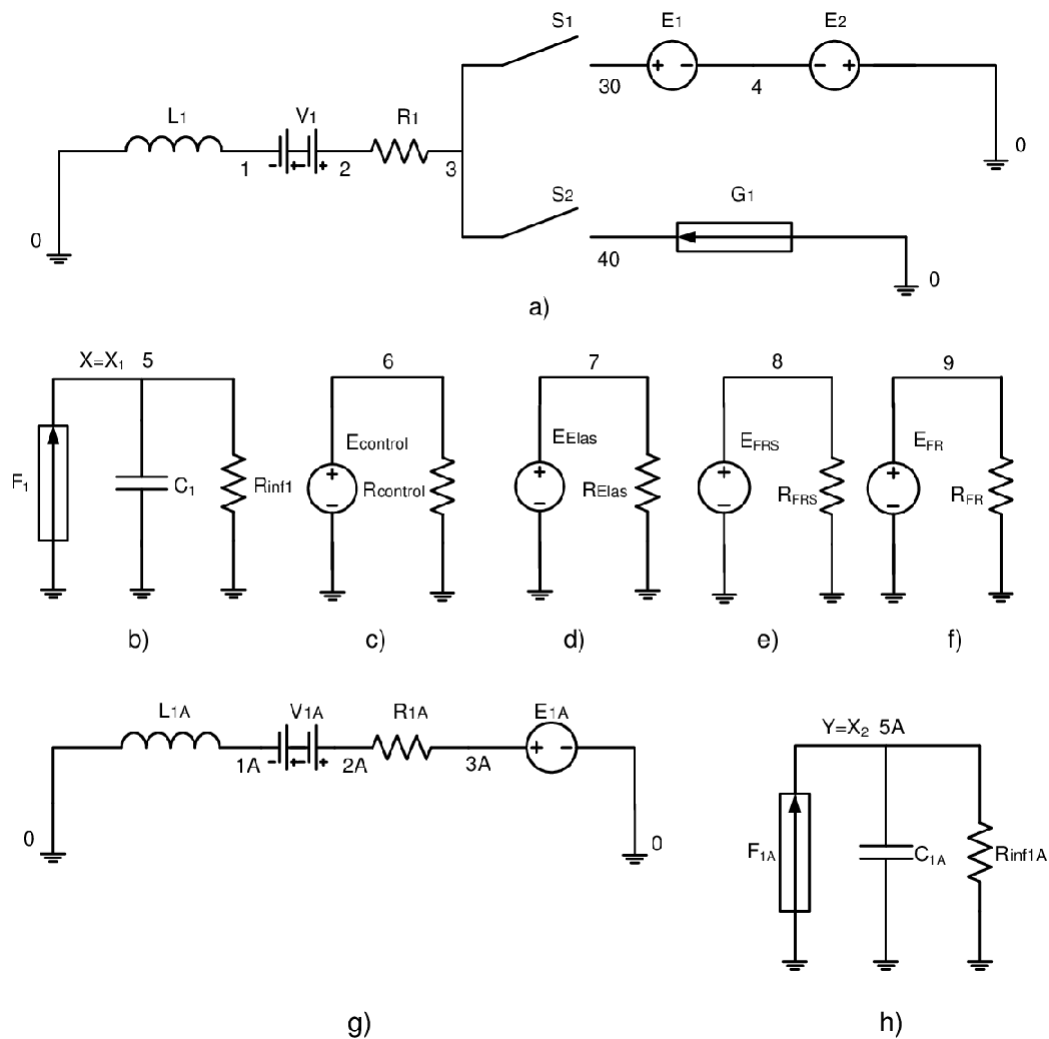 S1 E1 E2
30 4
L1 V1 R1
- + - + - +
1 2 3 0
S2 G1
0
40 0
a)
X=X1 5 6 7 8 9
F1 C1 Rinf1 Econtrol Rcontrol EElas RElas EFRS RFRS EFR RFR
+ + + +
- - - -
b) c) d) e) f)
L1A V1A R1A E1A
- + + -
1A 2A 3A
0 0
Y=X2 5A
F1A C1A Rinf1A
g) h)